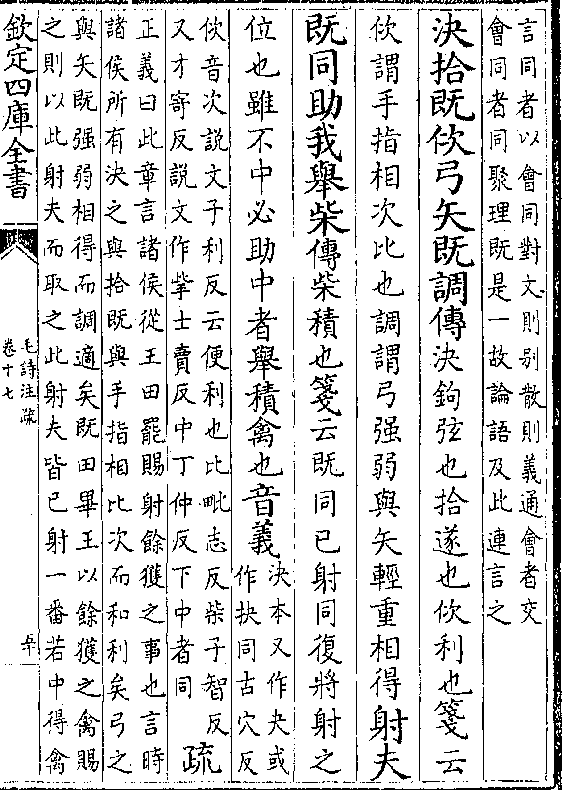 言同者以會同對文則别散則義通會者交
會同者同聚理既是一故論語及此連言之
決拾既佽弓矢既調傳決鉤弦也拾遂也佽利也箋云
佽謂手指相次比也調謂弓强弱與矢輕重相得射夫
既同助我舉柴傳柴積也箋云既同已射同復將射之
位也雖不中必助中者舉積禽也音義
決本又作夬或
作抉同古穴反
佽音次說文子利反云便利也比毗志反柴子智反
又才寄反說文作㧘士賣反中丁仲反下中者同
疏
正義曰此章言諸侯從王田罷賜射餘獲之事也言時
諸侯所有決之與拾既與手指相比次而和利矣弓之
與矢既强弱相得而調適矣既田畢王以餘獲之禽賜
之則以此射夫而取之此射夫皆已射一番若中得禽
欽定四庫全書
毛詩注疏
卷十七